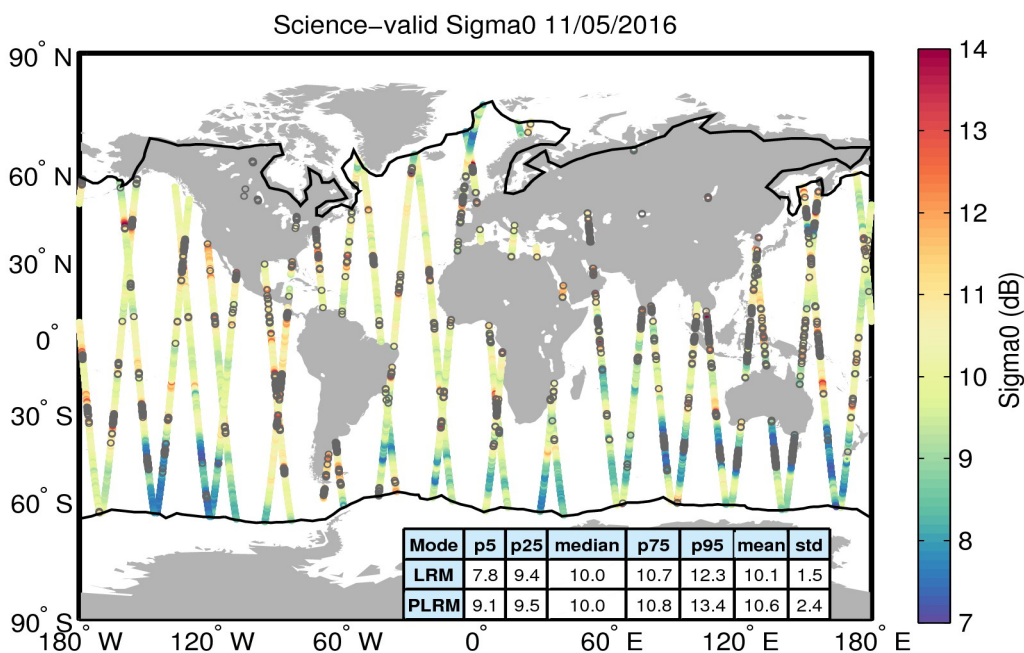 Science−valid Sigma0 11/05/2016
90° N
60° N
30° N
0°
30° S
60° S
90° S
180° W 120° W 60° W 0° 60° E 120° E 180° E
Mode p5 p25 median p75 p95 mean std
LRM 7.8 9.4 10.0 10.7 12.3 10.1 1.5
PLRM 9.1 9.5 10.0 10.8 13.4 10.6 2.4
14
13
12
11
10
9
8
7
Sigma0 (dB)